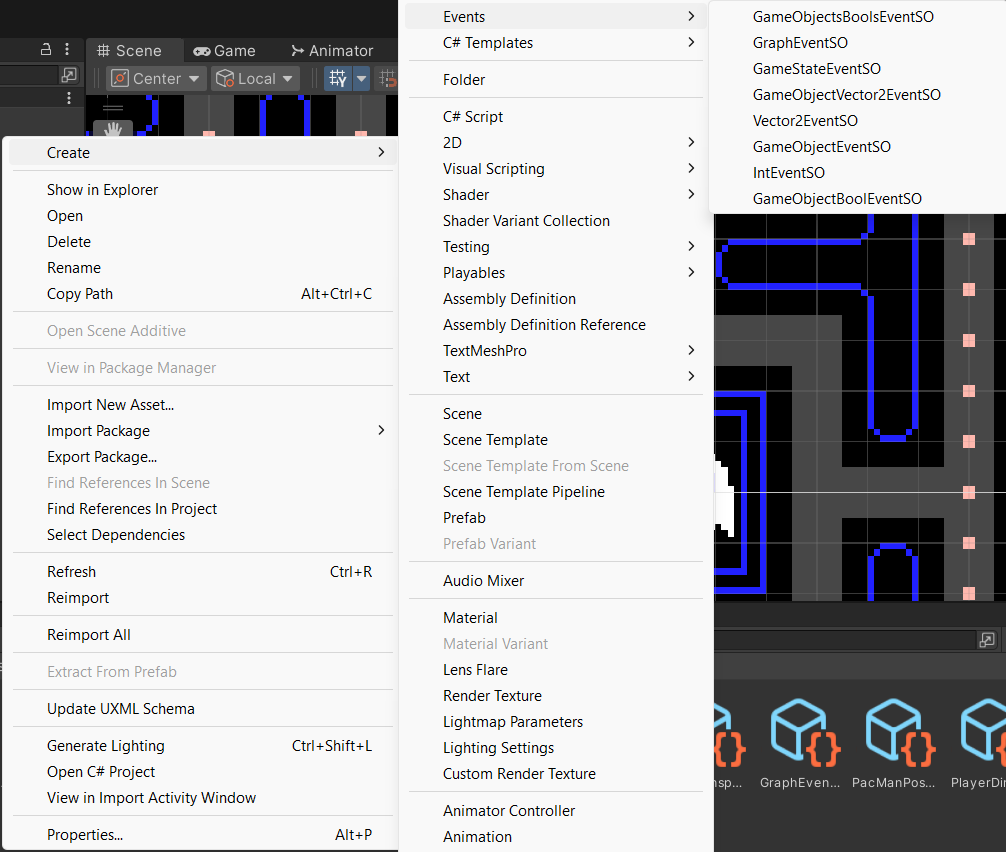 Scene
Game
Animator
Center
Local
Create
Show in Explorer
Open
Delete
Rename
Copy Path Alt+Ctrl+C
Open Scene Additive
View in Package Manager
Import New Asset...
Import Package
Export Package...
Find References In Scene
Find References In Project
Select Dependencies
Refresh Ctrl+R
Reimport
Reimport All
Extract From Prefab
Update UXML Schema
Generate Lighting Ctrl+Shift+L
Open C# Project
View in Import Activity Window
Properties... Alt+P
Events
C# Templates
Folder
C# Script
2D
Visual Scripting
Shader
Shader Variant Collection
Testing
Playables
Assembly Definition
Assembly Definition Reference
TextMeshPro
Text
Scene
Scene Template
Scene Template From Scene
Scene Template Pipeline
Prefab
Prefab Variant
Audio Mixer
Material
Material Variant
Lens Flare
Render Texture
Lightmap Parameters
Lighting Settings
Custom Render Texture
Animator Controller
Animation
GameObjectsBoolsEventSO
GraphEventSO
GameStateEventSO
GameObjectVector2EventSO
Vector2EventSO
GameObjectEventSO
IntEventSO
GameObjectBoolEventSO
nsp...
GraphEven...
PacManPos...
PlayerDir